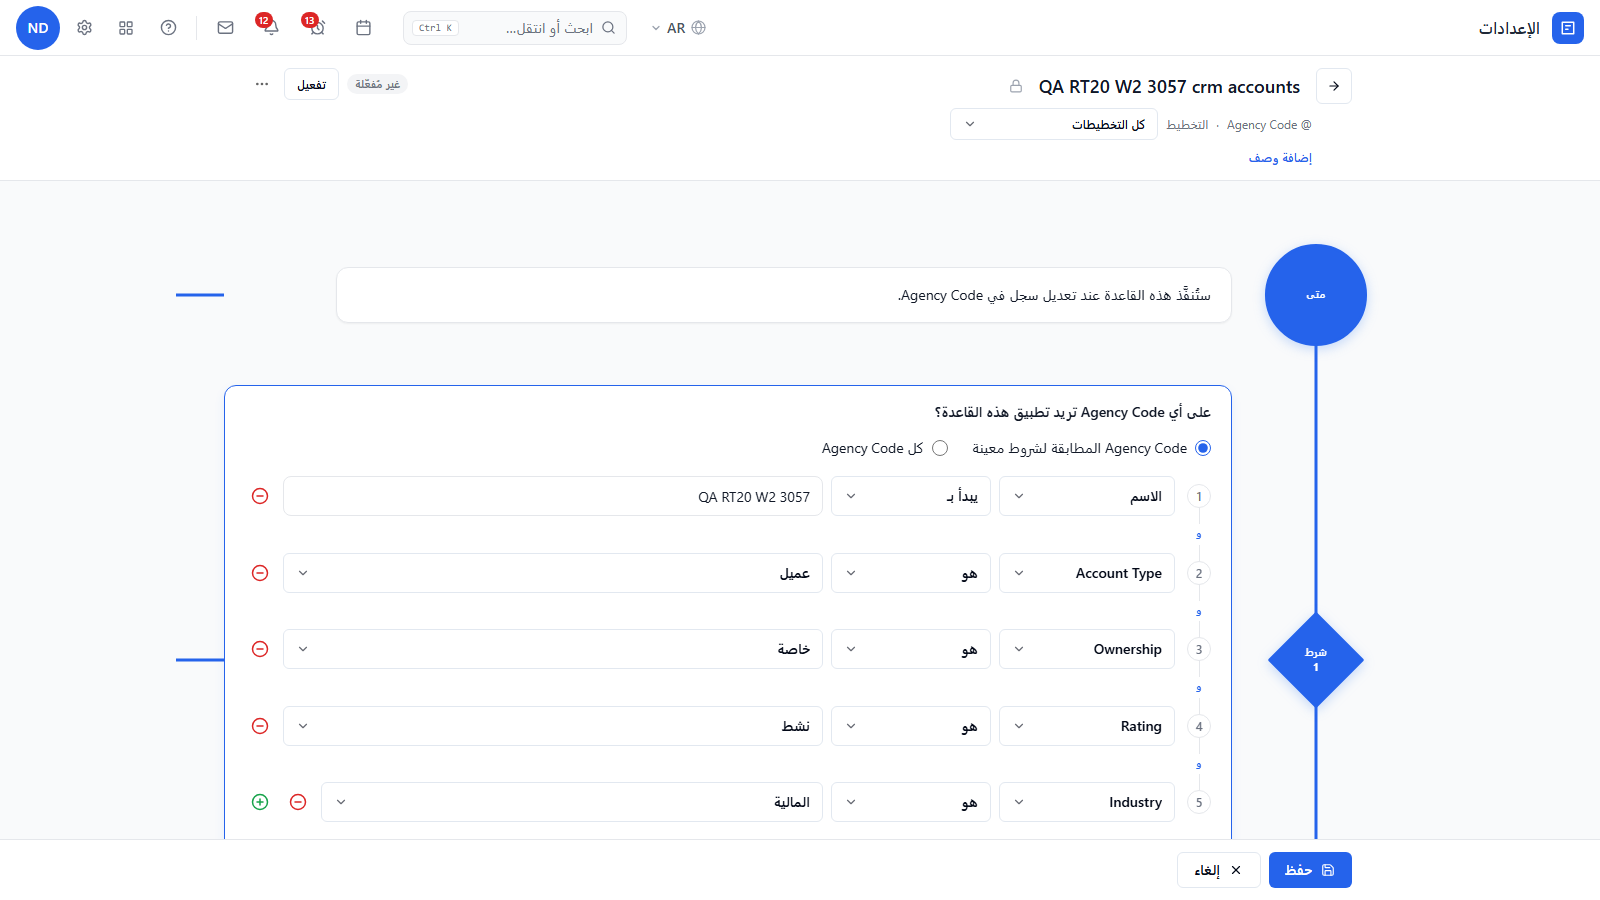 الإعدادات
AR
ابحث أو انتقل...
Ctrl K
13
12
ND
QA RT20 W2 3057 crm accounts
غير مُفعّلة
تفعيل
@ Agency Code · التخطيط
كل التخطيطات
إضافة وصف
متى
ستُنفَّذ هذه القاعدة عند تعديل سجل في Agency Code.
على أي Agency Code تريد تطبيق هذه القاعدة؟
Agency Code المطابقة لشروط معينة
كل Agency Code
1 الاسم يبدأ بـ QA RT20 W2 3057
و
2 Account Type هو عميل
و
3 Ownership هو خاصة
و
4 Rating هو نشط
و
5 Industry هو المالية
شرط
1
حفظ
إلغاء